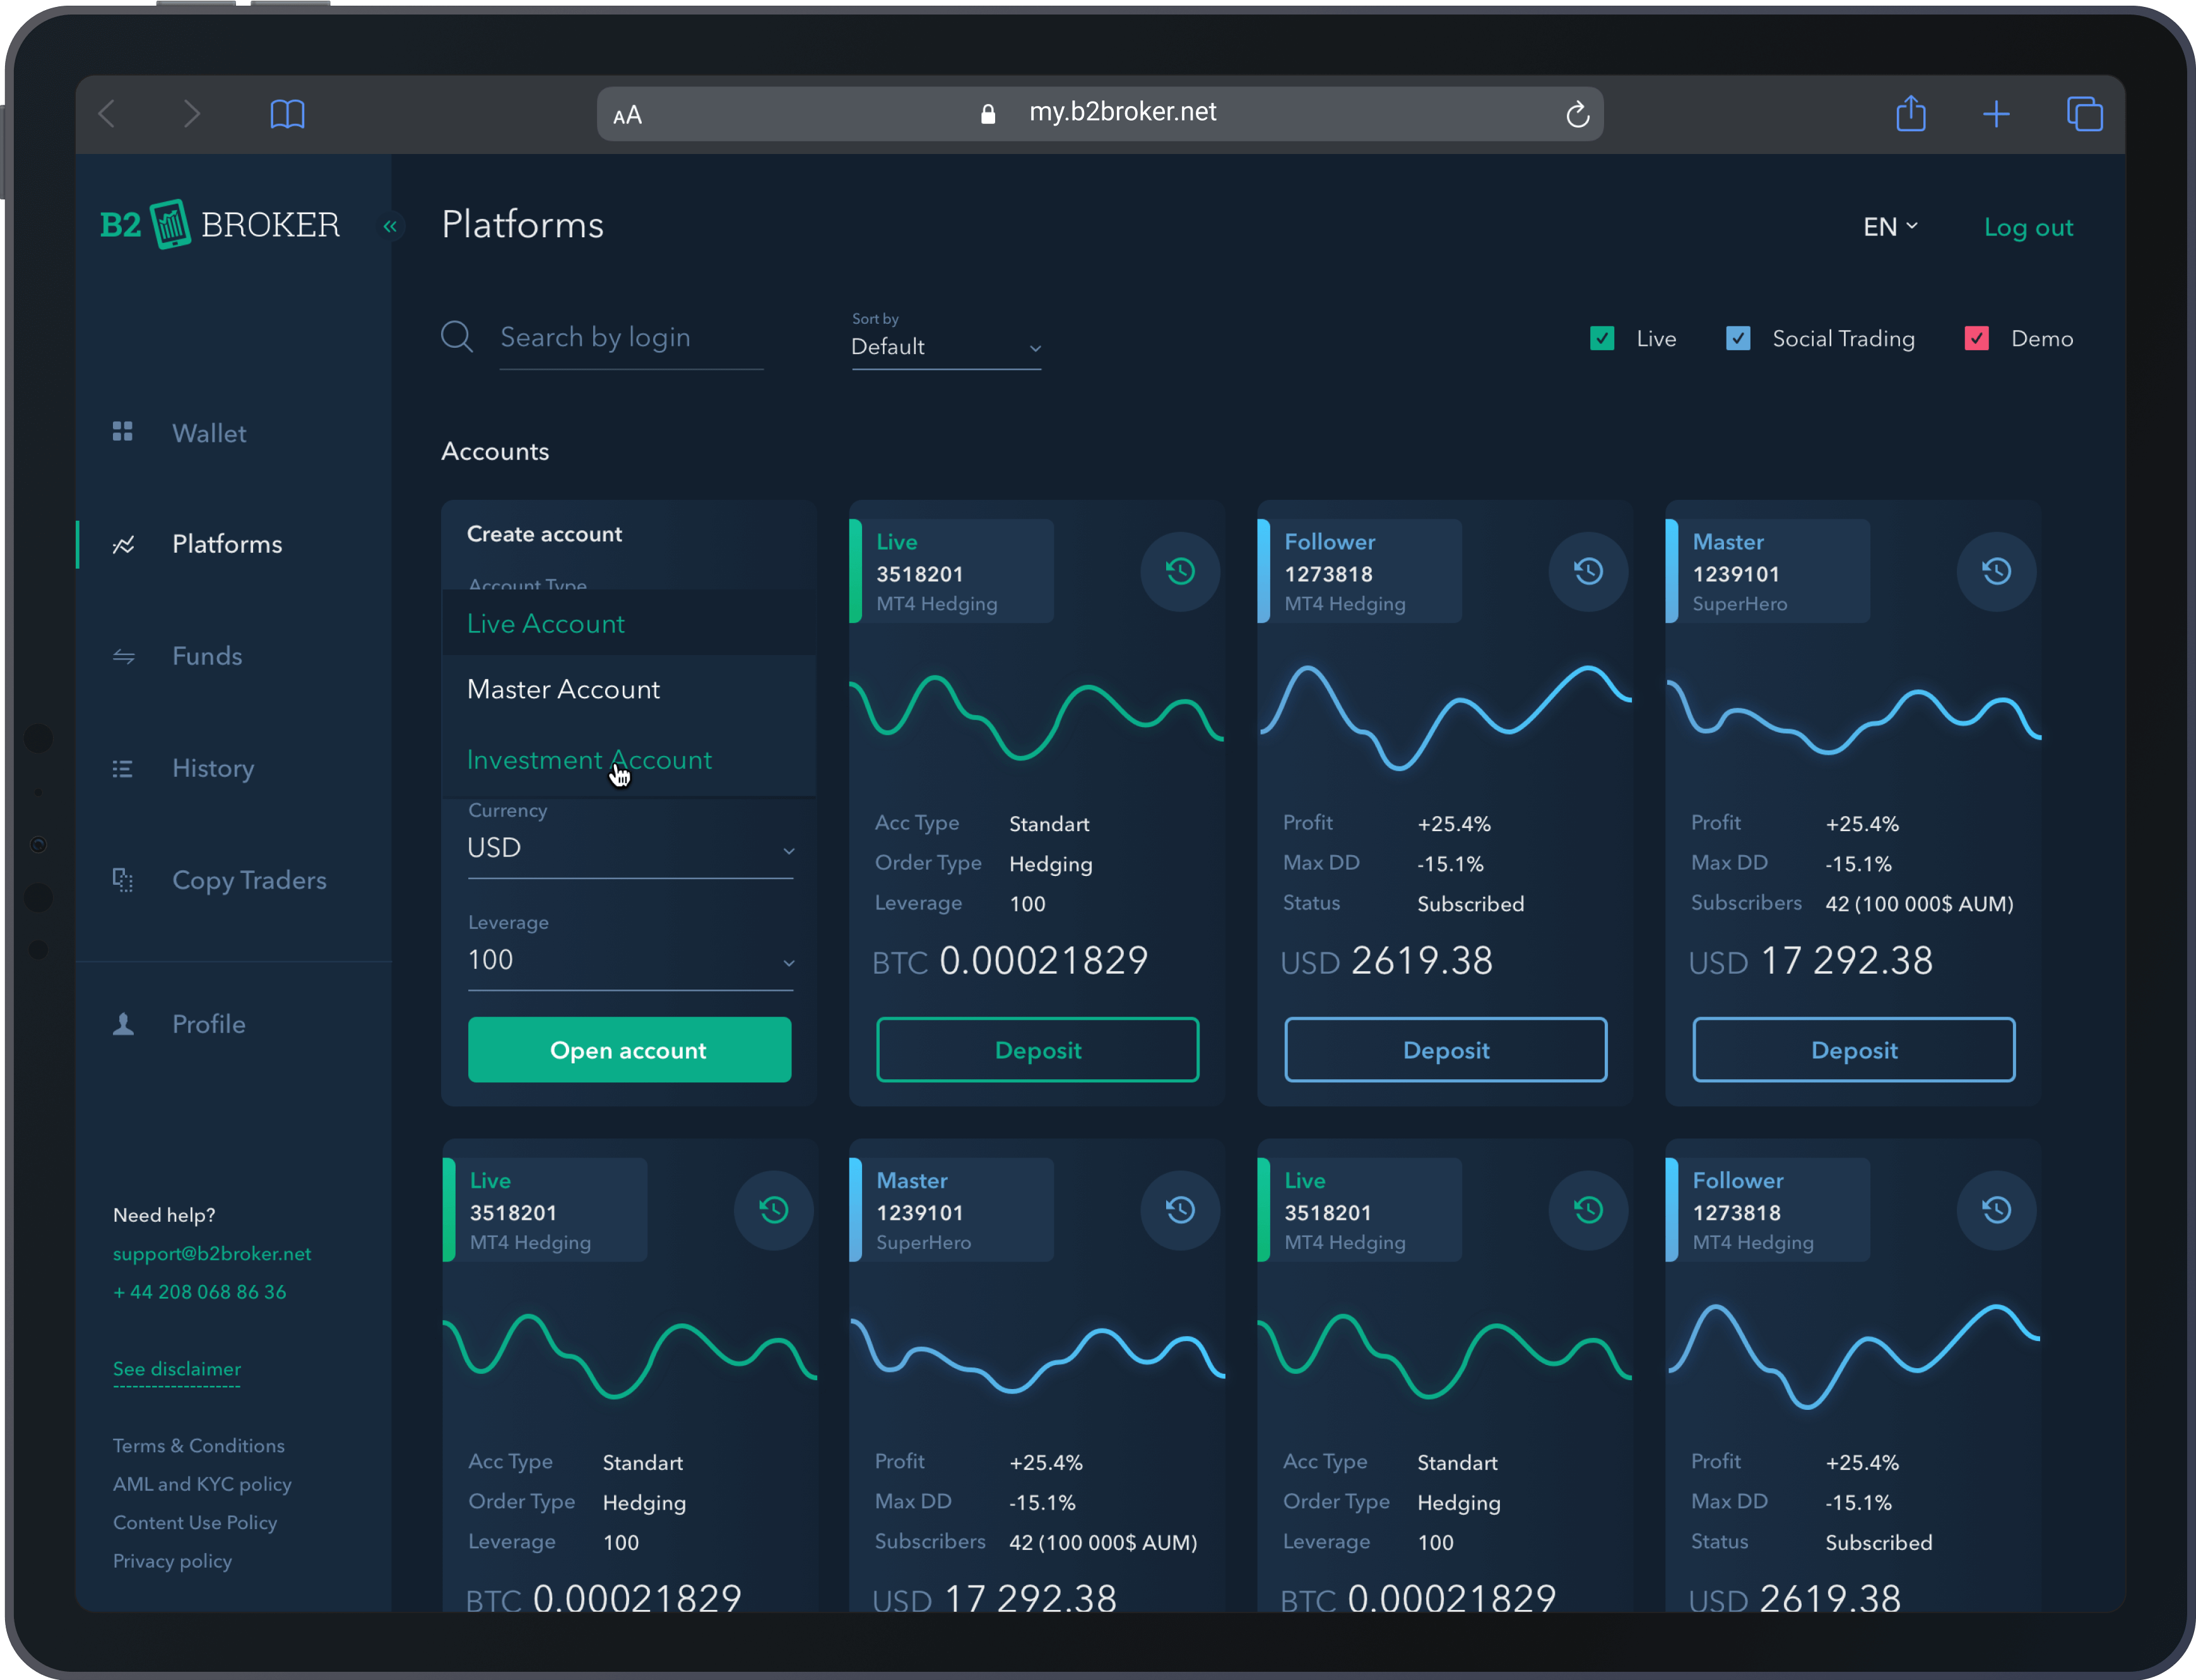 AA
my.b2broker.net
B2 BROKER
«
Platforms
EN
Log out
Search by login
Sort by
Default
Live
Social Trading
Demo
Wallet
Platforms
Funds
History
Copy Traders
Profile
Need help?
support@b2broker.net
+ 44 208 068 86 36
See disclaimer
Terms & Conditions
AML and KYC policy
Content Use Policy
Privacy policy
Accounts
Create account
Account Type
Live Account
Master Account
Investment Account
Currency
USD
Leverage
100
Open account
Live
3518201
MT4 Hedging
Acc Type Standart
Order Type Hedging
Leverage 100
BTC 0.00021829
Deposit
Follower
1273818
MT4 Hedging
Profit +25.4%
Max DD -15.1%
Status Subscribed
USD 2619.38
Deposit
Master
1239101
SuperHero
Profit +25.4%
Max DD -15.1%
Subscribers 42 (100 000$ AUM)
USD 17 292.38
Deposit
Live
3518201
MT4 Hedging
Acc Type Standart
Order Type Hedging
Leverage 100
BTC 0.00021829
Master
1239101
SuperHero
Profit +25.4%
Max DD -15.1%
Subscribers 42 (100 000$ AUM)
USD 17 292.38
Live
3518201
MT4 Hedging
Acc Type Standart
Order Type Hedging
Leverage 100
BTC 0.00021829
Follower
1273818
MT4 Hedging
Profit +25.4%
Max DD -15.1%
Status Subscribed
USD 2619.38